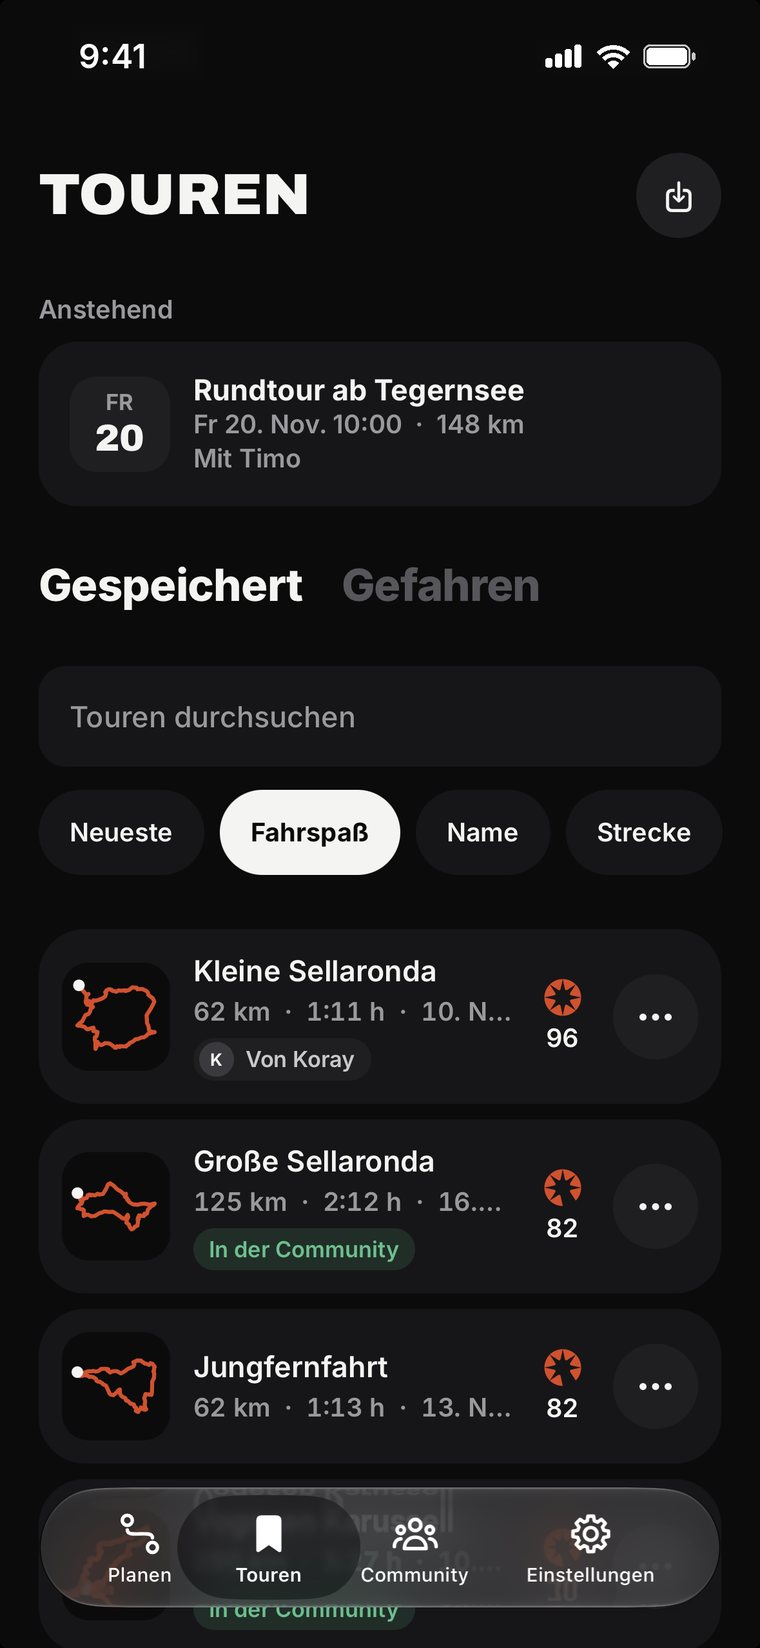 9:41
TOUREN
Anstehend
FR
20
Rundtour ab Tegernsee
Fr 20. Nov. 10:00 · 148 km
Mit Timo
Gespeichert Gefahren
Touren durchsuchen
Neueste Fahrspaß Name Strecke
Kleine Sellaronda
62 km · 1:11 h · 10. N...
K Von Koray
96
Große Sellaronda
125 km · 2:12 h · 16....
In der Community
82
Jungfernfahrt
62 km · 1:13 h · 13. N...
82
Planen Touren Community Einstellungen
In der Community